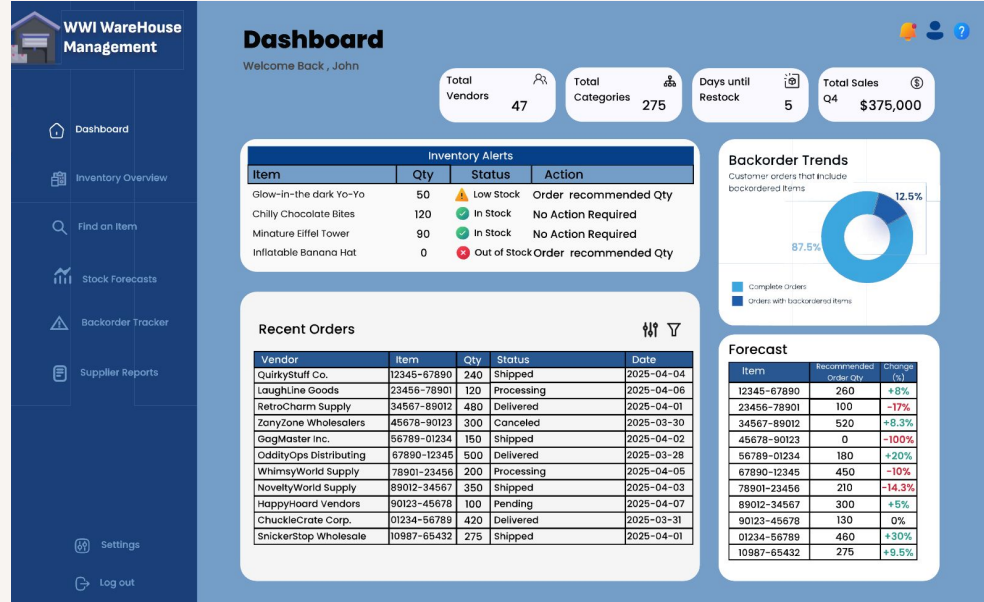 WWI WareHouse
Management
Dashboard
Inventory Overview
Find an Item
Stock Forecasts
Backorder Tracker
Supplier Reports
Settings
Log out
Dashboard
Welcome Back , John
?
Total
Vendors 47
Total
Categories 275
Days until
Restock 5
Total Sales $
Q4 $375,000
Inventory Alerts
Item Qty Status Action
Glow-in-the dark Yo-Yo 50 Low Stock Order recommended Qty
Chilly Chocolate Bites 120 In Stock No Action Required
Minature Eiffel Tower 90 In Stock No Action Required
Inflatable Banana Hat 0 Out of Stock Order recommended Qty
Backorder Trends
Customer orders that include
backordered items
12.5%
87.5%
Complete Orders
Orders with backordered items
Recent Orders
Vendor Item Qty Status Date
QuirkyStuff Co. 12345-67890 240 Shipped 2025-04-04
LaughLine Goods 23456-78901 120 Processing 2025-04-06
RetroCharm Supply 34567-89012 480 Delivered 2025-04-01
ZanyZone Wholesalers 45678-90123 300 Canceled 2025-03-30
GagMaster Inc. 56789-01234 150 Shipped 2025-04-02
OddityOps Distributing 67890-12345 500 Delivered 2025-03-28
WhimsyWorld Supply 78901-23456 200 Processing 2025-04-05
NoveltyWorld Supply 89012-34567 350 Shipped 2025-04-03
HappyHoard Vendors 90123-45678 100 Pending 2025-04-07
ChuckleCrate Corp. 01234-56789 420 Delivered 2025-03-31
SnickerStop Wholesale 10987-65432 275 Shipped 2025-04-01
Forecast
Item Recommended Order Qty Change (%)
12345-67890 260 +8%
23456-78901 100 -17%
34567-89012 520 +8.3%
45678-90123 0 -100%
56789-01234 180 +20%
67890-12345 450 -10%
78901-23456 210 -14.3%
89012-34567 300 +5%
90123-45678 130 0%
01234-56789 460 +30%
10987-65432 275 +9.5%